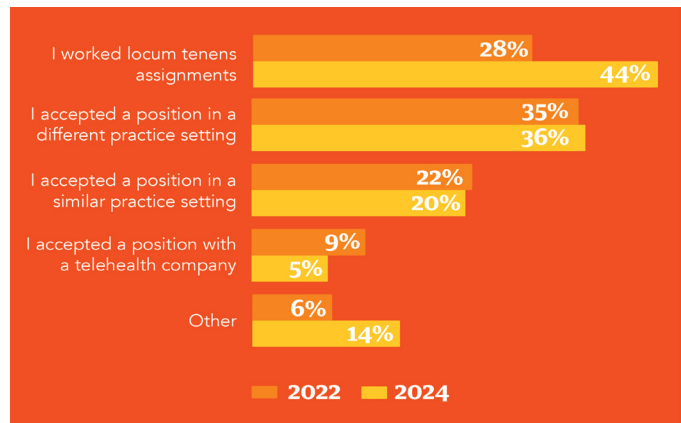 I worked locum tenens
assignments
28%
44%
I accepted a position in a
different practice setting
35%
36%
I accepted a position in a
similar practice setting
22%
20%
I accepted a position with
a telehealth company
9%
5%
Other
6%
14%
2022 2024